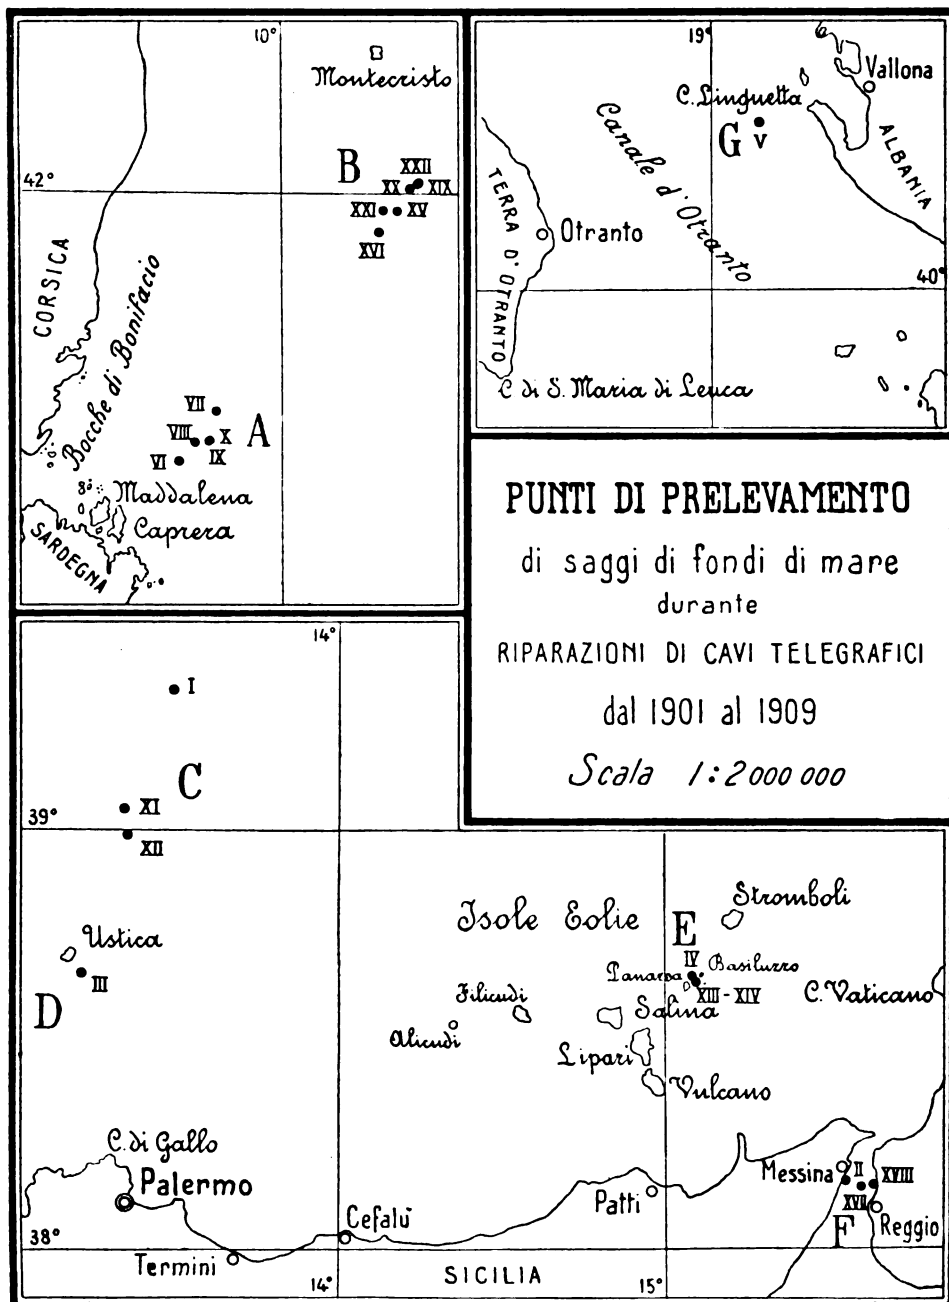 10°
Montecristo
B
XXII
42°
XX XIX
XXI XV
XVI
CORSICA
Bocche di Bonifacio
VII
VIII X A
VI IX
Maddalena
Caprera
SARDEGNA
19°
Vallona
C. Linguetta
G V
ALBANIA
Canale d'Otranto
TERRA D'OTRANTO
Otranto
40°
C di S. Maria di Leuca
PUNTI DI PRELEVAMENTO
di saggi di fondi di mare
durante
RIPARAZIONI DI CAVI TELEGRAFICI
dal 1901 al 1909
Scala 1:2000 000
14°
I
C
XI
39°
XII
Ustica
III
D
Isole Eolie
E
Stromboli
IV
Panarea Basiluzzo
XIII-XIV
C. Vaticano
Filicudi
Salina
Alicudi
Lipari
Vulcano
C. di Gallo
Palermo
Messina II XVIII
Patti
XVII
Cefalù
F Reggio
38°
Termini
SICILIA
14°
15°